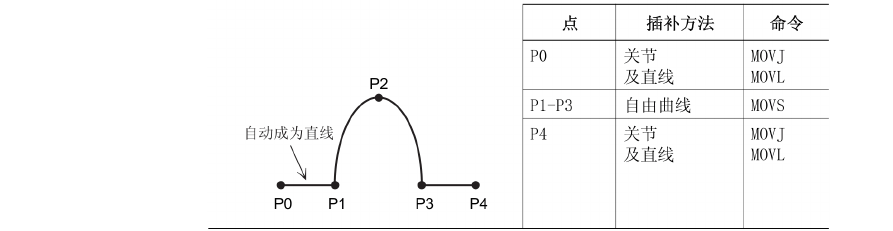 点 插补方法 命令
P0 关节 MOVJ
及直线 MOVL
P1-P3 自由曲线 MOVS
P4 关节 MOVJ
及直线 MOVL
P2
自动成为直线
P0 P1 P3 P4